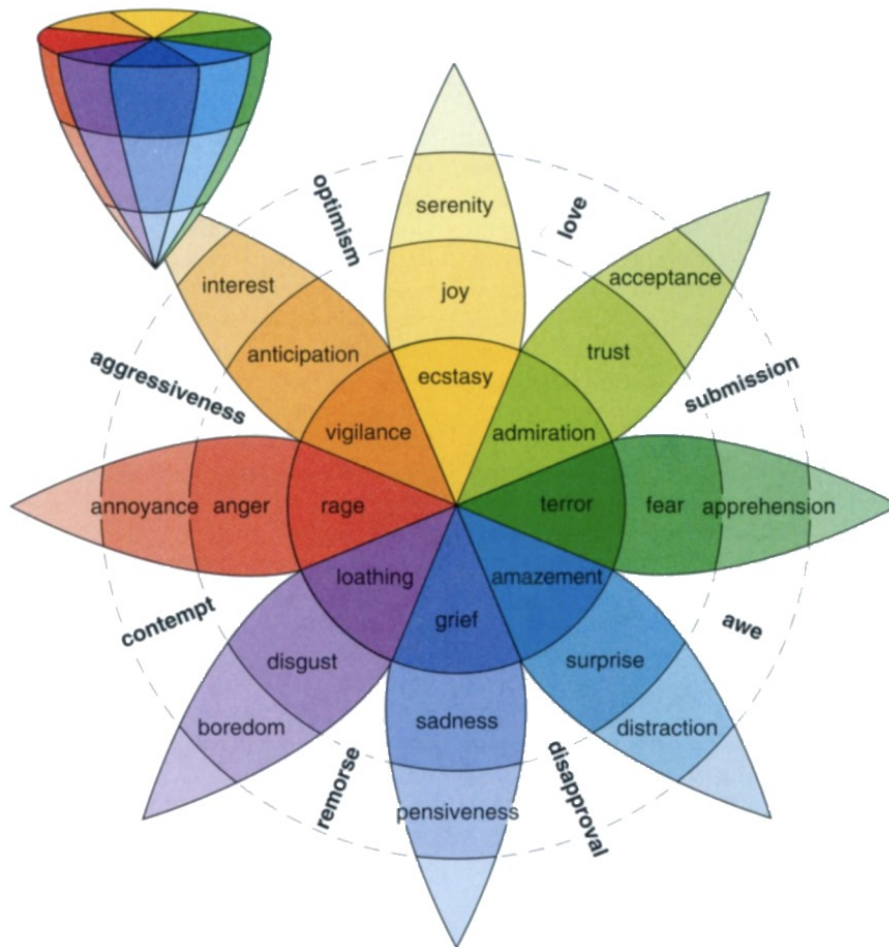 optimism
serenity
love
interest
joy
acceptance
anticipation
trust
aggressiveness
ecstasy
submission
vigilance
admiration
annoyance
anger
rage
terror
fear
apprehension
loathing
amazement
grief
contempt
awe
disgust
surprise
boredom
sadness
distraction
remorse
disapproval
pensiveness